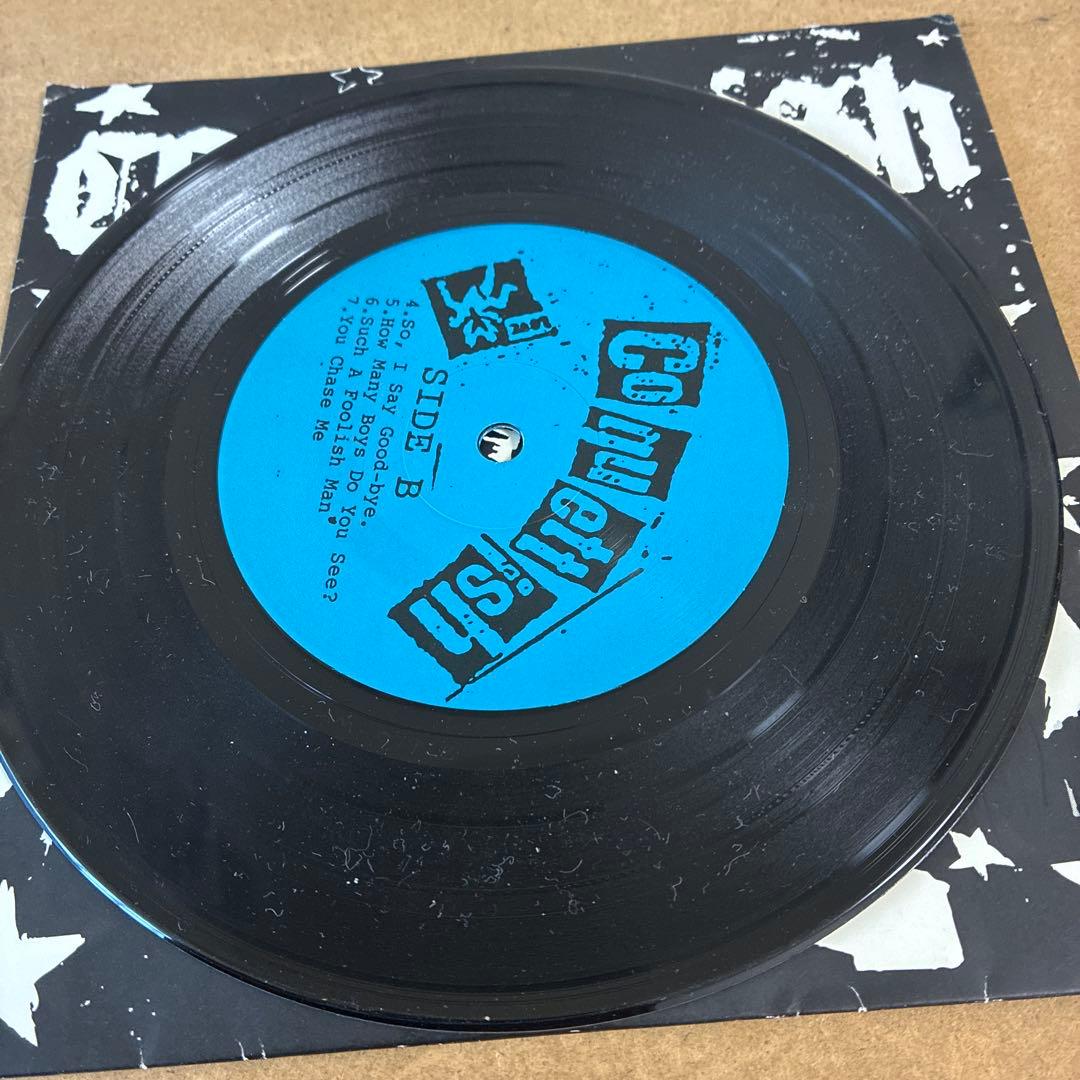 Coquettish
SIDE B
4.So, I Say Good-bye.
5.How Many Boys Do You See?
6.Such A Foolish Man.
7.You Chase Me